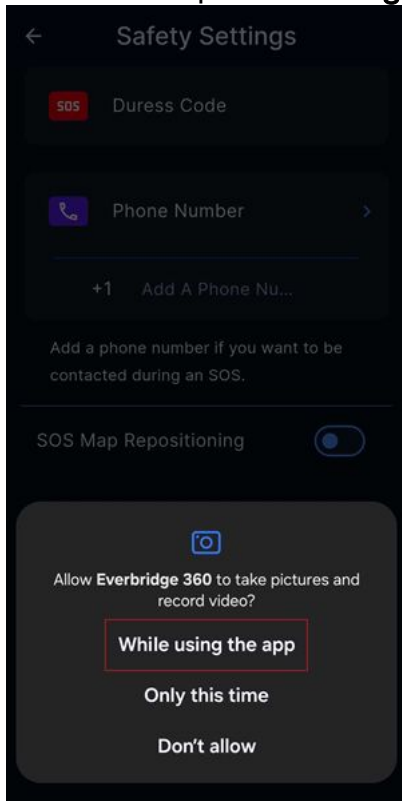 Safety Settings
SOS Duress Code
Phone Number
+1 Add A Phone Nu...
Add a phone number if you want to be
contacted during an SOS.
SOS Map Repositioning
Allow Everbridge 360 to take pictures and
record video?
While using the app
Only this time
Don't allow